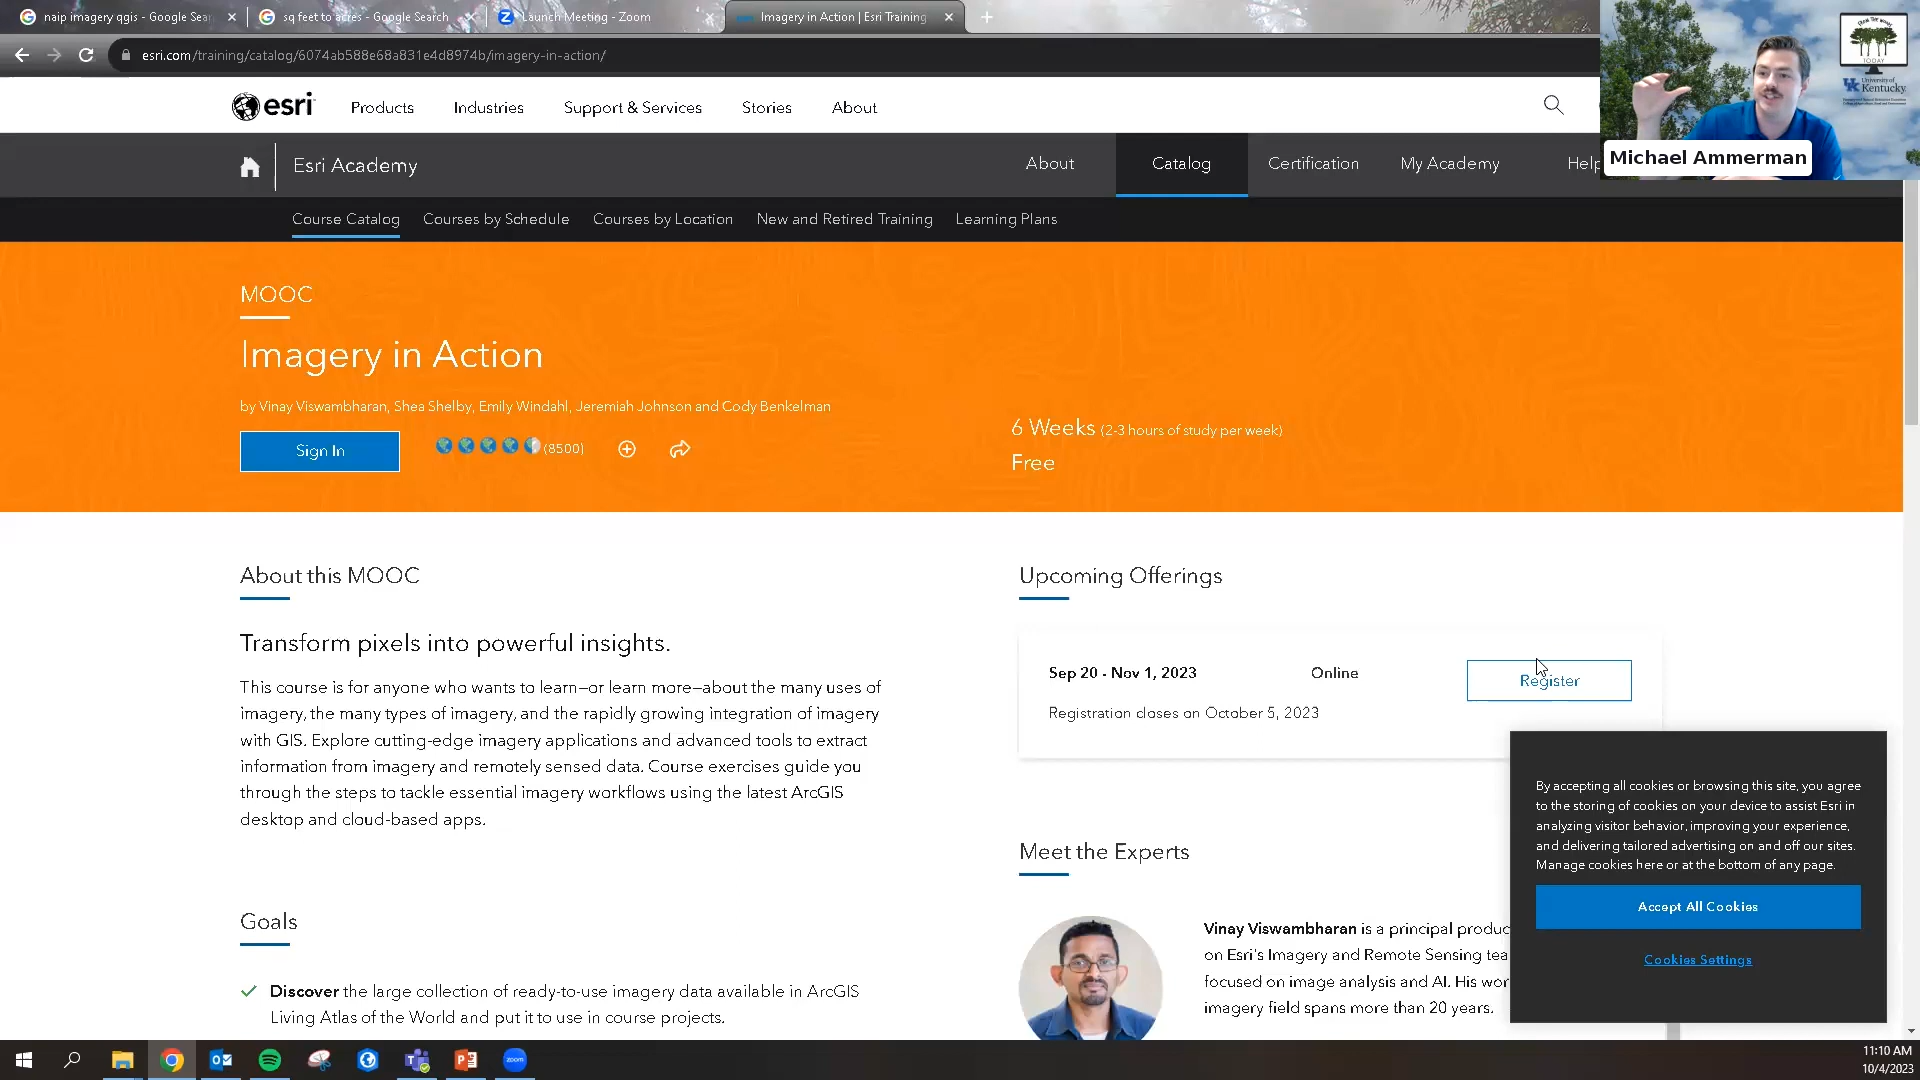 naip imagery qgis - Google Sear
sq feet to acres - Google Search
Launch Meeting - Zoom
Imagery in Action | Esri Training
esri.com/training/catalog/6074ab588e68a831e4d8974b/imagery-in-action/
TODAY
University of
Kentucky
Michael Ammerman
esri
Products
Industries
Support & Services
Stories
About
Esri Academy
About
Catalog
Certification
My Academy
Help
Course Catalog
Courses by Schedule
Courses by Location
New and Retired Training
Learning Plans
MOOC
Imagery in Action
by Vinay Viswambharan, Shea Shelby, Emily Windahl, Jeremiah Johnson and Cody Benkelman
Sign In
(8500)
6 Weeks (2-3 hours of study per week)
Free
About this MOOC
Transform pixels into powerful insights.
This course is for anyone who wants to learn—or learn more—about the many uses of
imagery, the many types of imagery, and the rapidly growing integration of imagery
with GIS. Explore cutting-edge imagery applications and advanced tools to extract
information from imagery and remotely sensed data. Course exercises guide you
through the steps to tackle essential imagery workflows using the latest ArcGIS
desktop and cloud-based apps.
Goals
Discover the large collection of ready-to-use imagery data available in ArcGIS
Living Atlas of the World and put it to use in course projects.
Upcoming Offerings
Sep 20 - Nov 1, 2023
Online
Register
Registration closes on October 5, 2023
Meet the Experts
Vinay Viswambharan is a principal produc
on Esri's Imagery and Remote Sensing tea
focused on image analysis and AI. His wor
imagery field spans more than 20 years.
By accepting all cookies or browsing this site, you agree
to the storing of cookies on your device to assist Esri in
analyzing visitor behavior, improving your experience,
and delivering tailored advertising on and off our sites.
Manage cookies here or at the bottom of any page.
Accept All Cookies
Cookies Settings
zoom
11:10 AM
10/4/2023